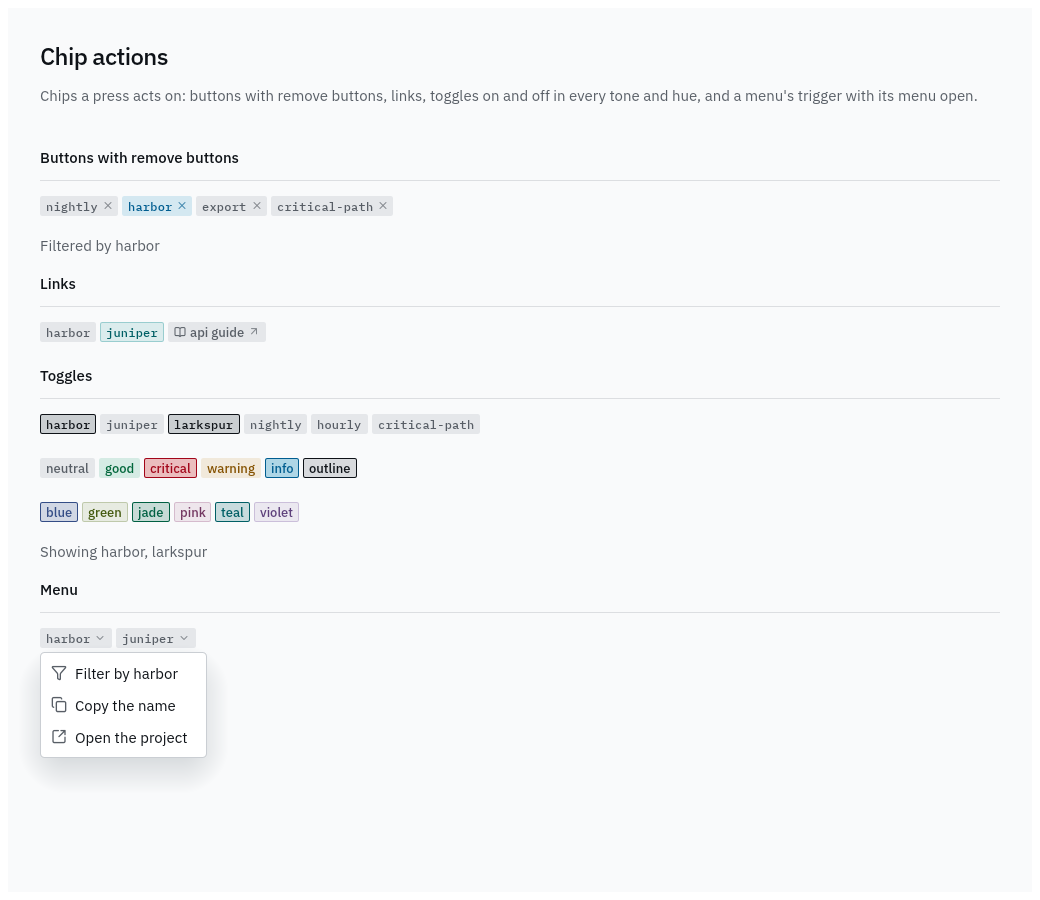 Chip actions
Chips a press acts on: buttons with remove buttons, links, toggles on and off in every tone and hue, and a menu's trigger with its menu open.
Buttons with remove buttons
nightly harbor export critical-path
Filtered by harbor
Links
harbor juniper api guide
Toggles
harbor juniper larkspur nightly hourly critical-path
neutral good critical warning info outline
blue green jade pink teal violet
Showing harbor, larkspur
Menu
harbor juniper
Filter by harbor
Copy the name
Open the project